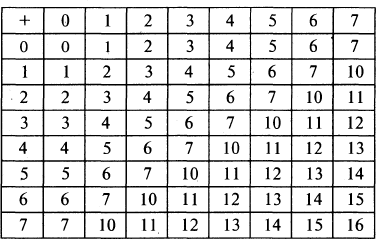 + 0 1 2 3 4 5 6 7
0 0 1 2 3 4 5 6 7
1 1 2 3 4 5 6 7 10
2 2 3 4 5 6 7 10 11
3 3 4 5 6 7 10 11 12
4 4 5 6 7 10 11 12 13
5 5 6 7 10 11 12 13 14
6 6 7 10 11 12 13 14 15
7 7 10 11 12 13 14 15 16